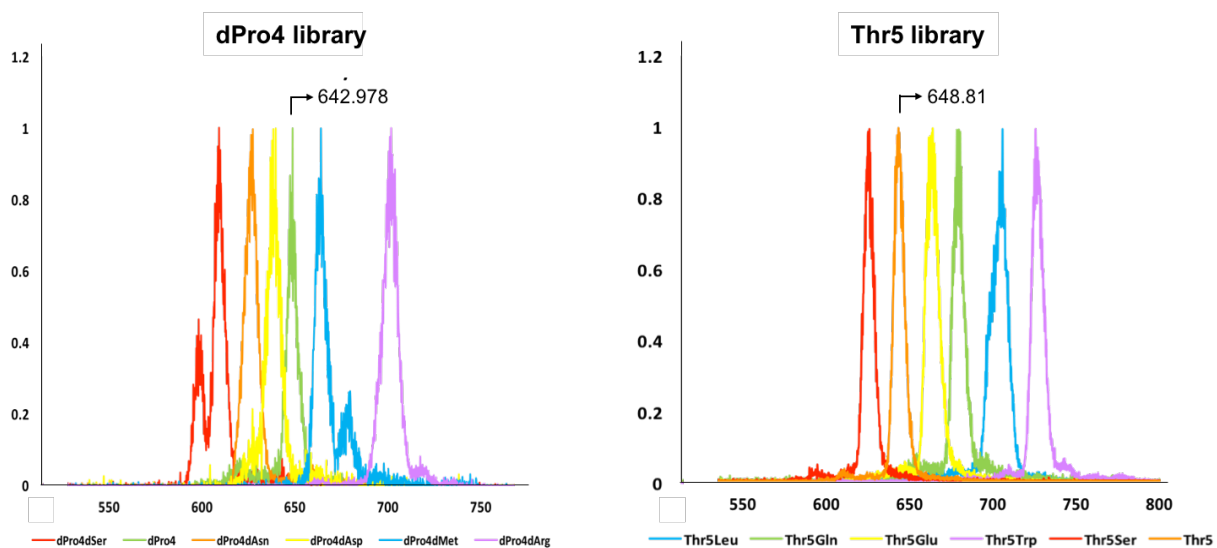 dPro4 library
1.2
642.978
1
0.8
0.6
0.4
0.2
0
550
600
650
700
750
dPro4dSer
dPro4
dPro4dAsn
dPro4dAsp
dPro4dMet
dPro4dArg
Thr5 library
1.2
648.81
1
0.8
0.6
0.4
0.2
0
550
600
650
700
750
800
Thr5Leu
Thr5Gln
Thr5Glu
Thr5Trp
Thr5Ser
Thr5